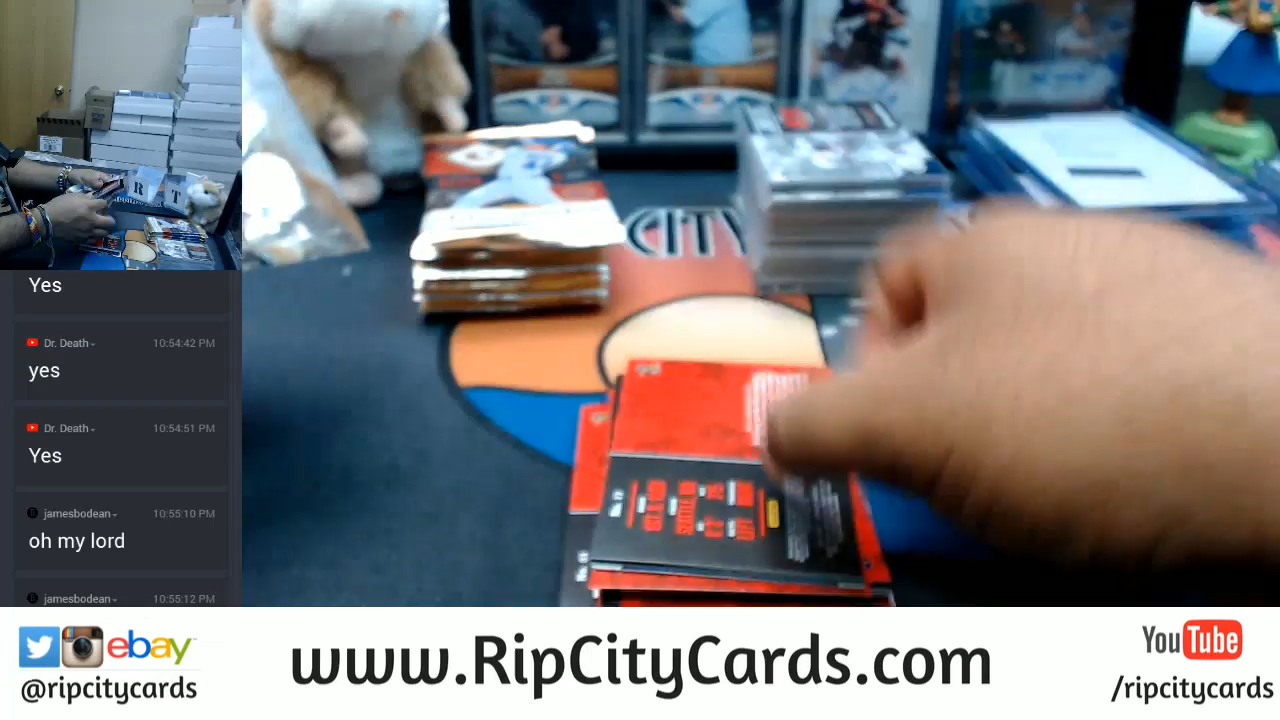 Yes
Dr. Death 10:54:42 PM
yes
Dr. Death 10:54:51 PM
Yes
jamesbodean 10:55:10 PM
oh my lord
jamesbodean 10:55:12 PM
R T
CITY
ebay
@ripcitycards
www.RipCityCards.com
YouTube
/ripcitycards